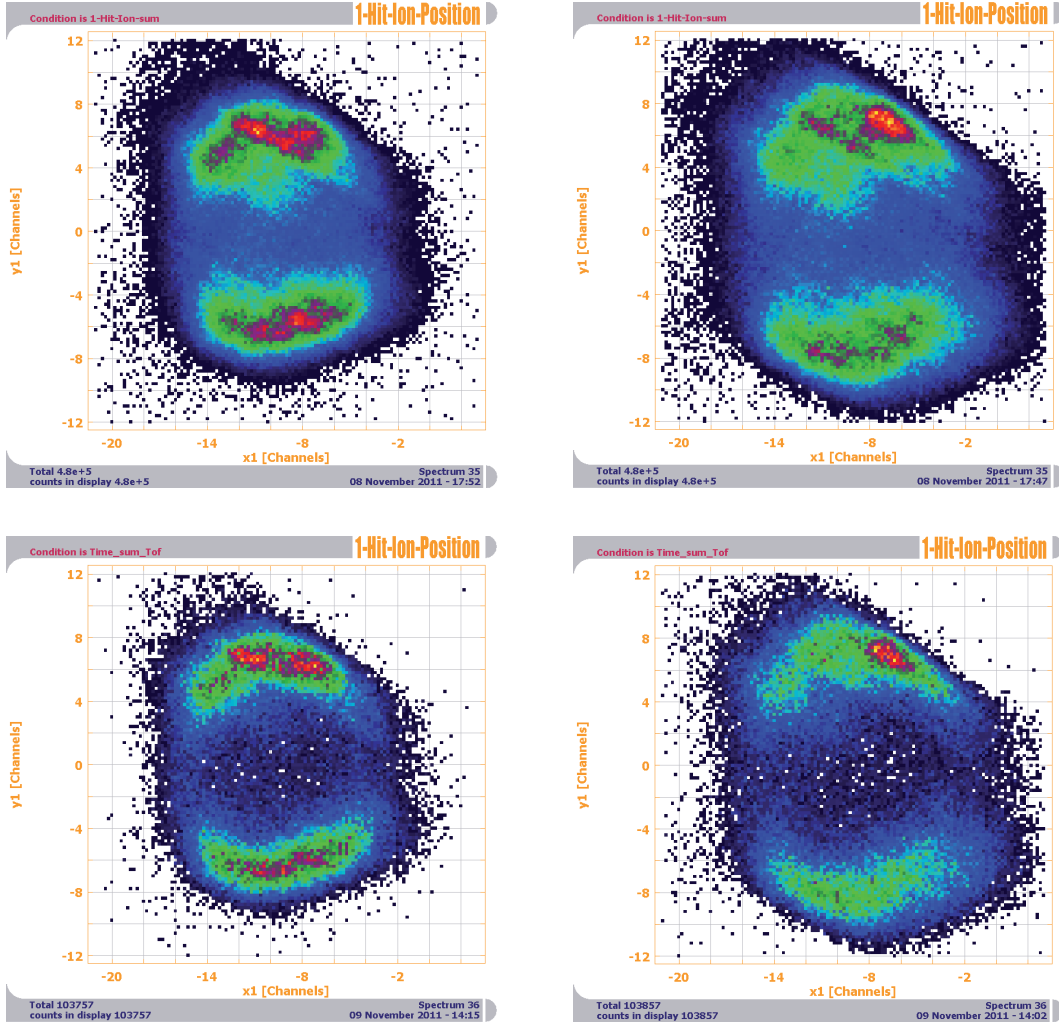 Condition is 1-Hit-Ion-sum
1-Hit-Ion-Position
12
8
4
0
-4
-8
-12
y1 [Channels]
-20 -14 -8 -2
x1 [Channels]
Total 4.8e+5
counts in display 4.8e+5
Spectrum 35
08 November 2011 - 17:52
Condition is 1-Hit-Ion-sum
1-Hit-Ion-Position
12
8
4
0
-4
-8
-12
y1 [Channels]
-20 -14 -8 -2
x1 [Channels]
Total 4.8e+5
counts in display 4.8e+5
Spectrum 35
08 November 2011 - 17:47
Condition is Time_sum_Tof
1-Hit-Ion-Position
12
8
4
0
-4
-8
-12
y1 [Channels]
-20 -14 -8 -2
x1 [Channels]
Total 103757
counts in display 103757
Spectrum 36
09 November 2011 - 14:15
Condition is Time_sum_Tof
1-Hit-Ion-Position
12
8
4
0
-4
-8
-12
y1 [Channels]
-20 -14 -8 -2
x1 [Channels]
Total 103857
counts in display 103857
Spectrum 36
09 November 2011 - 14:02